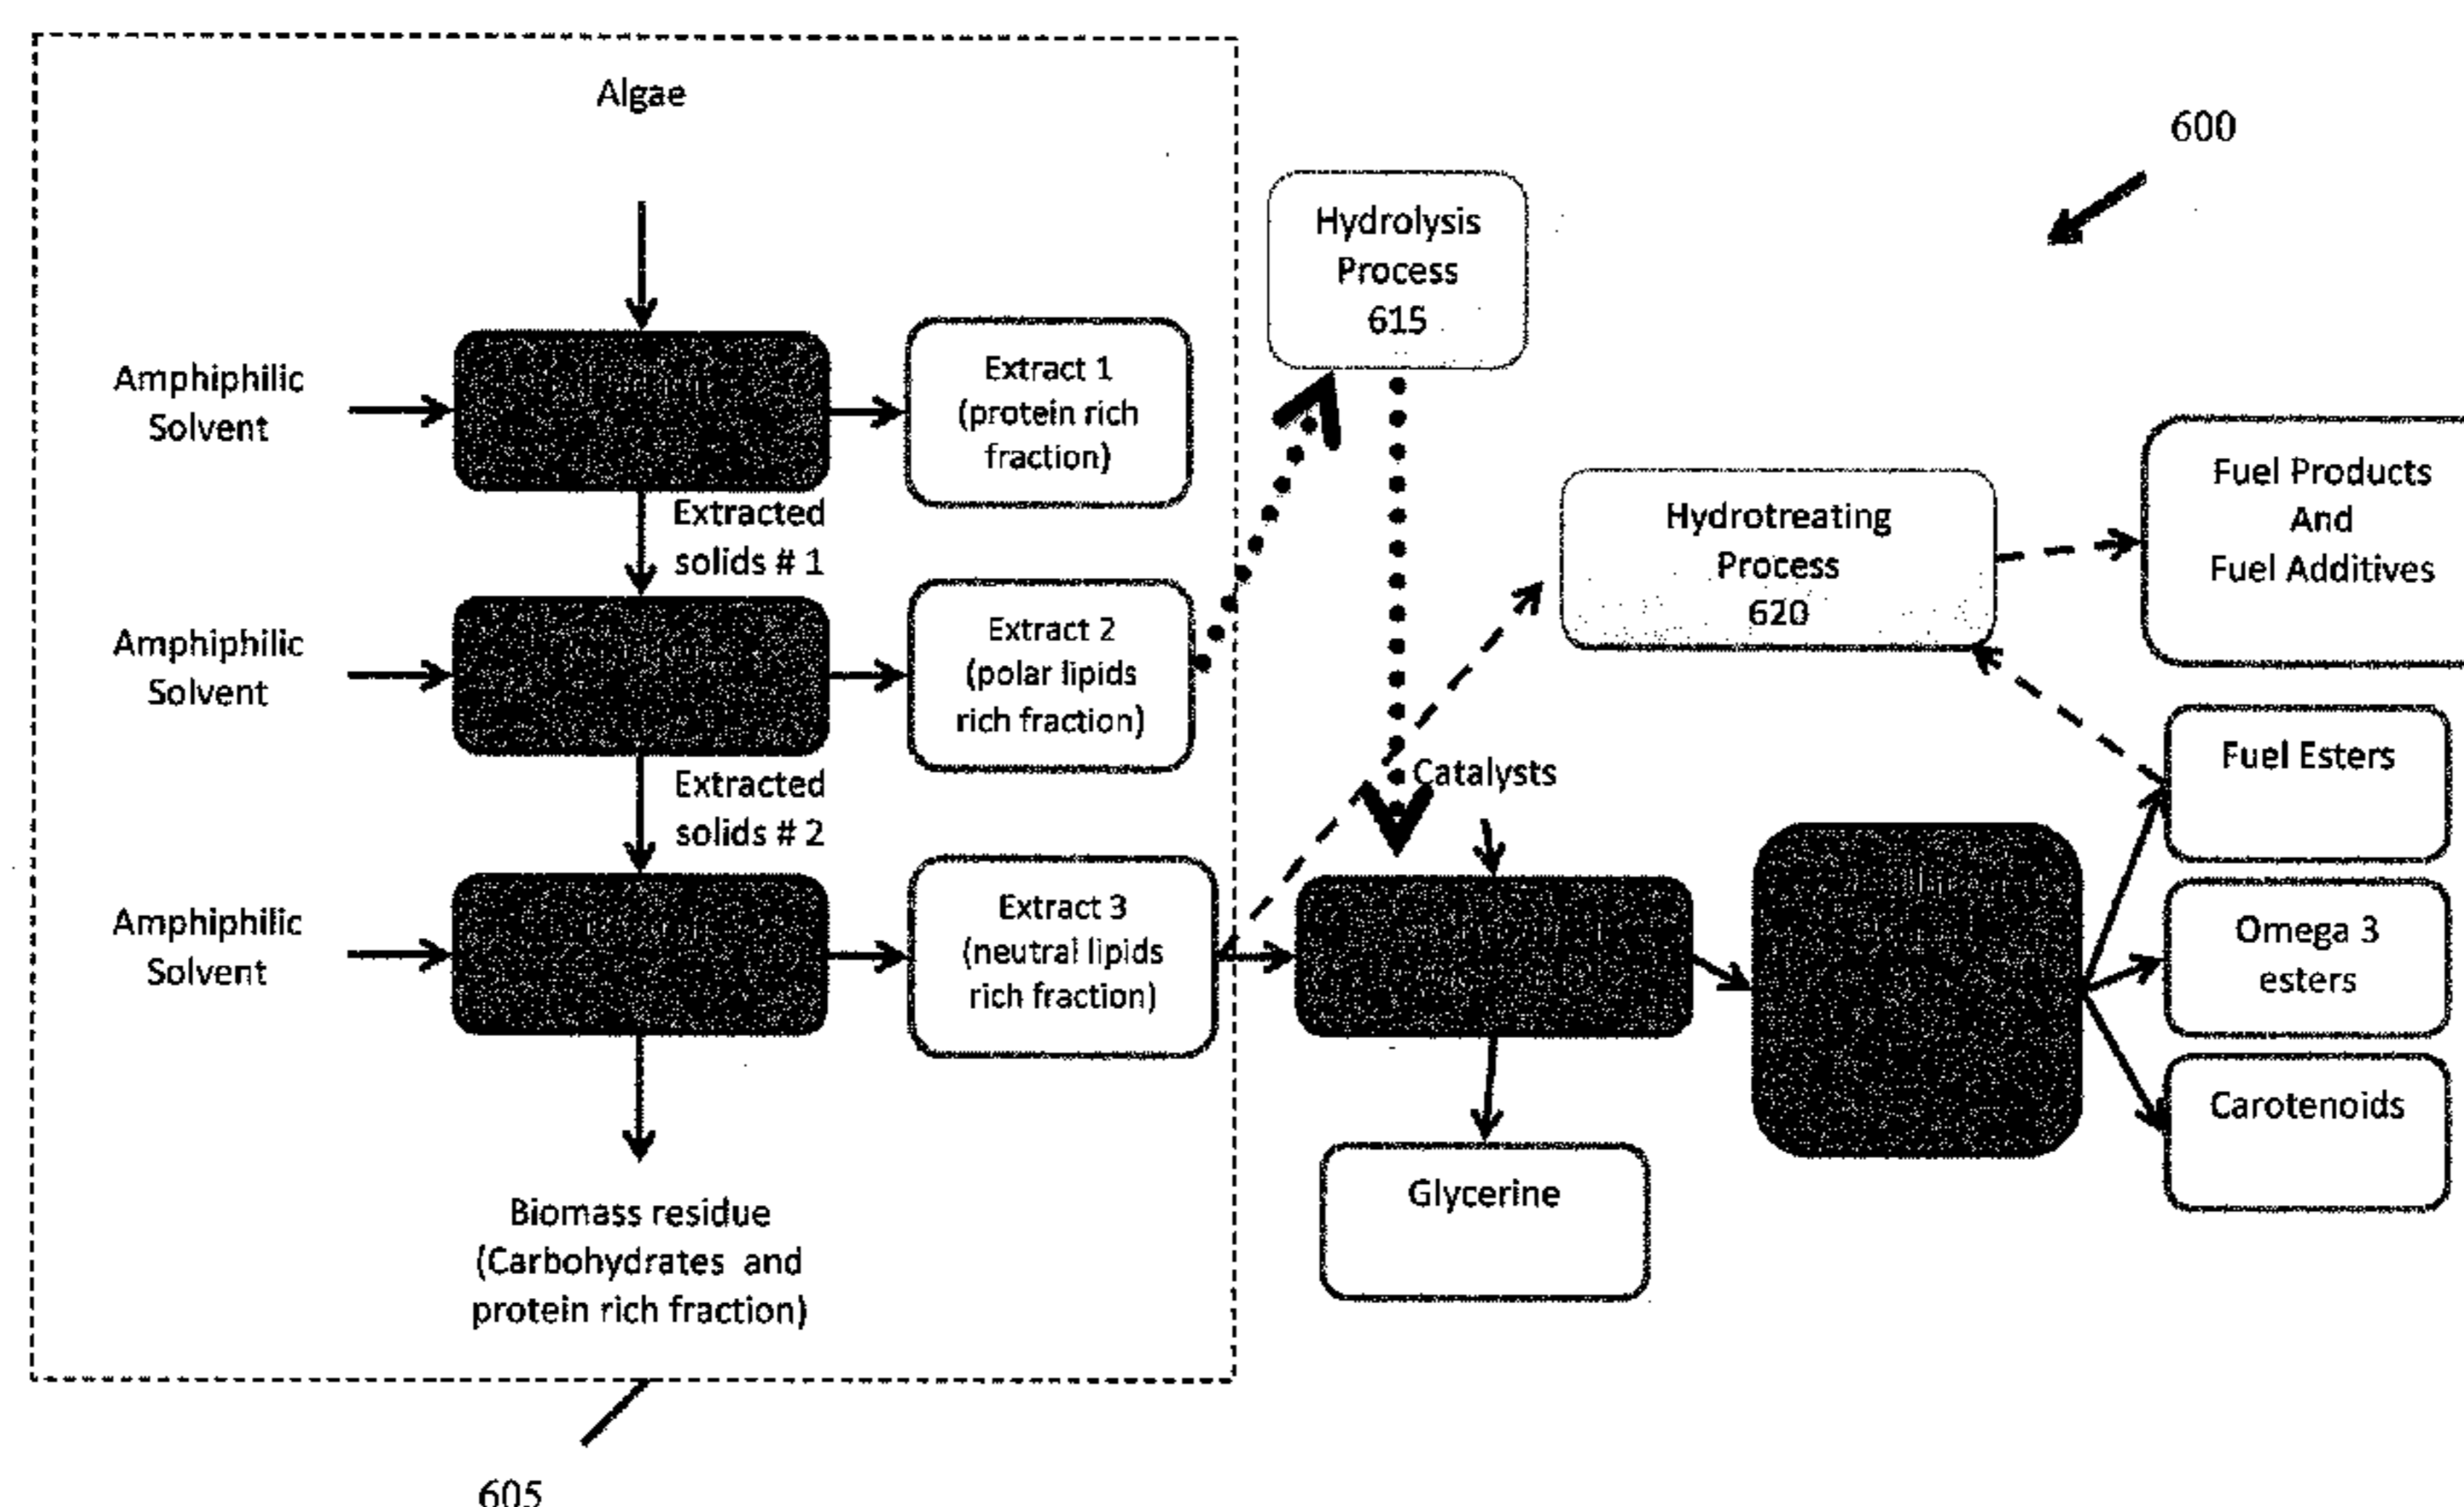 Algae
600
Hydrolysis
Process
615
Amphiphilic
Solvent
Extract 1
(protein rich
fraction)
Extracted
solids # 1
Hydrotreating
Process
620
Fuel Products
And
Fuel Additives
Amphiphilic
Solvent
Extract 2
(polar lipids
rich fraction)
Extracted
solids # 2
Catalysts
Fuel Esters
Amphiphilic
Solvent
Extract 3
(neutral lipids
rich fraction)
Omega 3
esters
Carotenoids
Glycerine
Biomass residue
(Carbohydrates and
protein rich fraction)
605